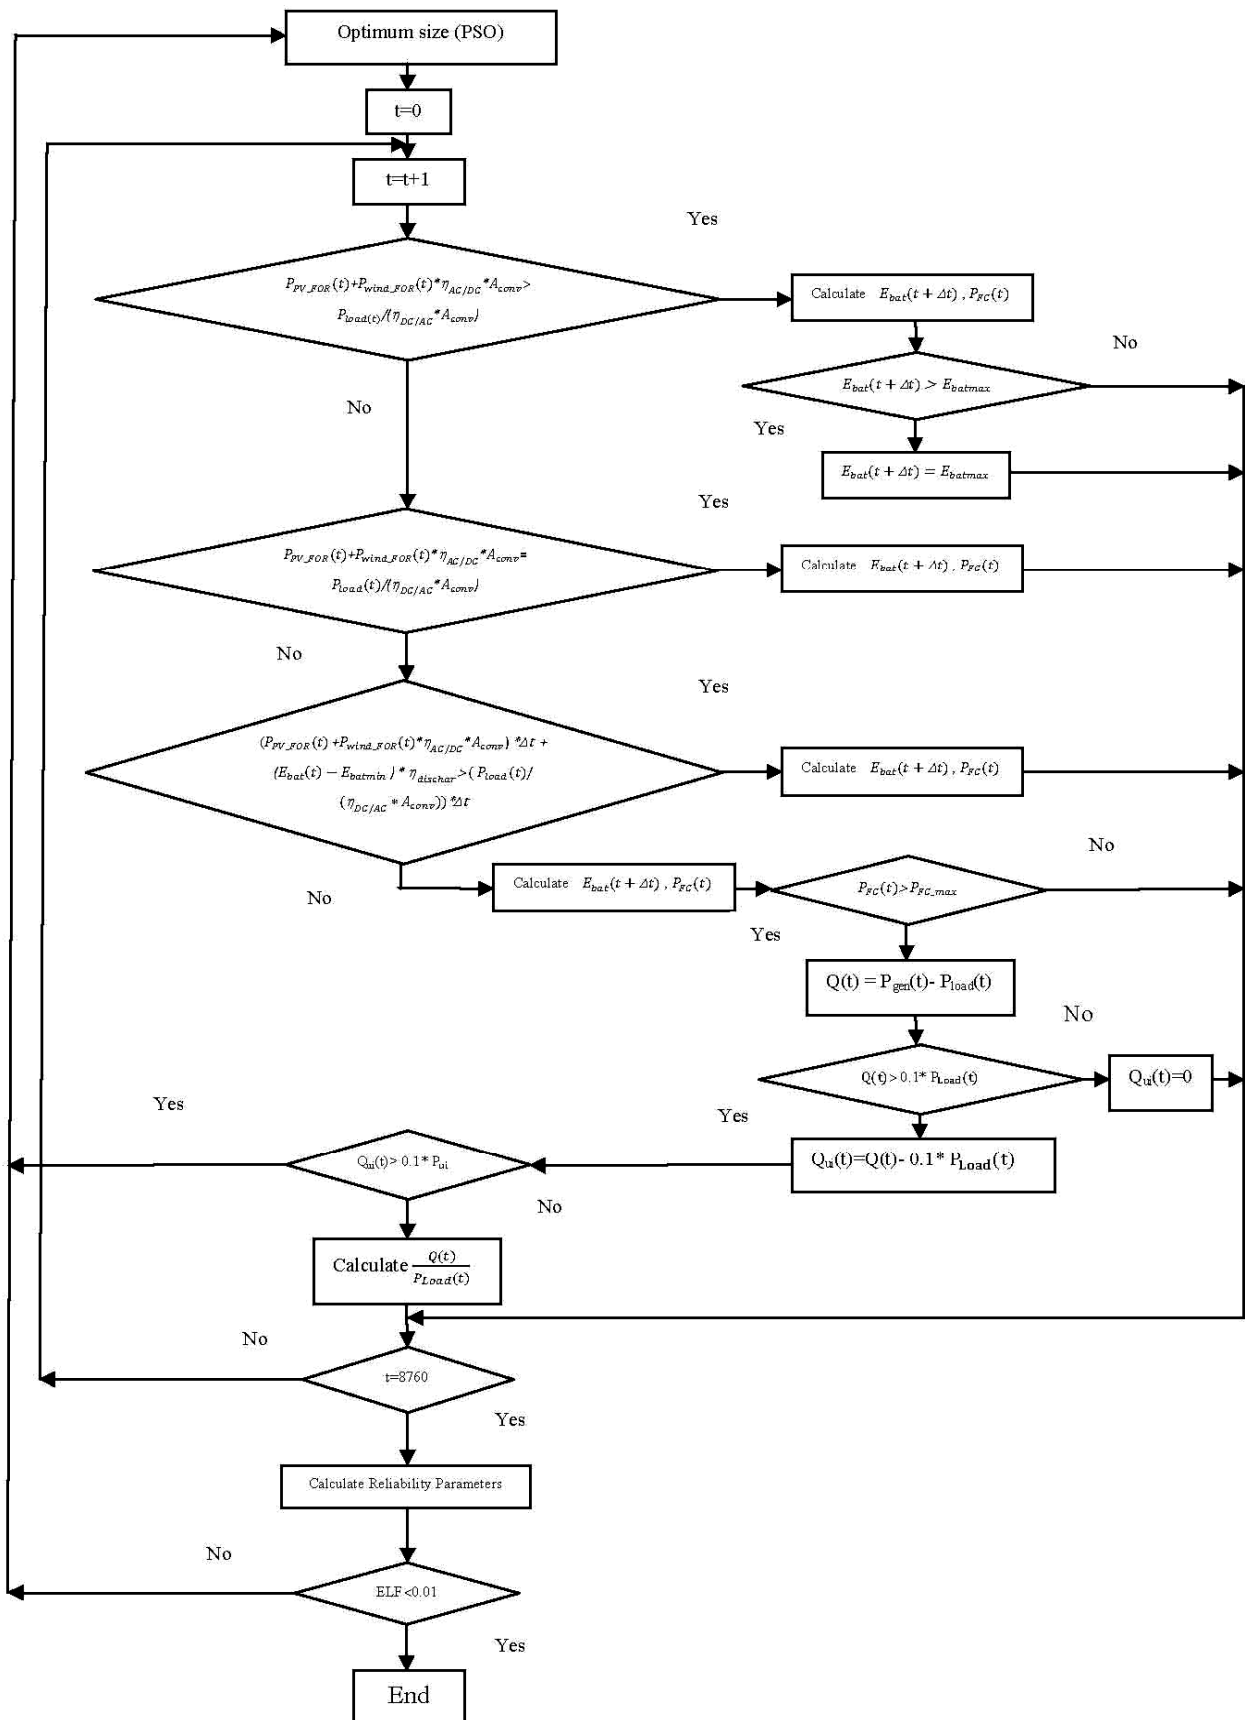 Optimum size (PSO)
t=0
t=t+1
Yes
P_PV_FOR(t)+P_wind_FOR(t)*η_AC/DC*A_conv>
P_load(t)/(η_DC/AC*A_conv)
Calculate E_bat(t + Δt) , P_FC(t)
No
E_bat(t + Δt) > E_batmax
No
Yes
E_bat(t + Δt) = E_batmax
Yes
P_PV_FOR(t)+P_wind_FOR(t)*η_AC/DC*A_conv=
P_load(t)/(η_DC/AC*A_conv)
Calculate E_bat(t + Δt) , P_FC(t)
No
Yes
(P_PV_FOR(t) +P_wind_FOR(t)*η_AC/DC*A_conv) *Δt +
(E_bat(t) − E_batmin) * η_dischar>(P_load(t)/
(η_DC/AC * A_conv)) *Δt
Calculate E_bat(t + Δt) , P_FC(t)
No
No
Calculate E_bat(t + Δt) , P_FC(t)
P_FC(t)>P_FC_max
Yes
Q(t) = P_gen(t)- P_load(t)
No
Q(t)>0.1* P_Load(t)
Q_ui(t)=0
Yes
Yes
Q_ui(t)=Q(t)- 0.1* P_Load(t)
Q_ui(t)>0.1* P_ui
No
Calculate Q(t)/P_Load(t)
No
t=8760
Yes
Calculate Reliability Parameters
No
ELF<0.01
Yes
End